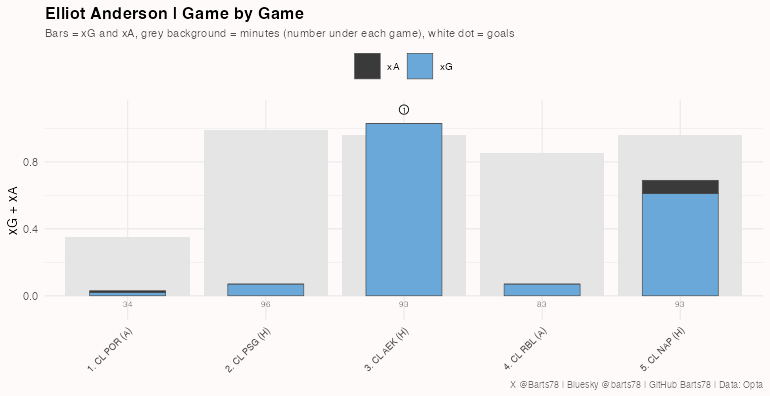 Elliot Anderson | Game by Game
Bars = xG and xA, grey background = minutes (number under each game), white dot = goals
xA xG
1
xG + xA
0.8
0.4
0.0
34 96 93 83 93
1. CL POR (A) 2. CL PSG (H) 3. CL AEK (H) 4. CL RBL (A) 5. CL NAP (H)
X @Barts78 | Bluesky @barts78 | GitHub Barts78 | Data: Opta